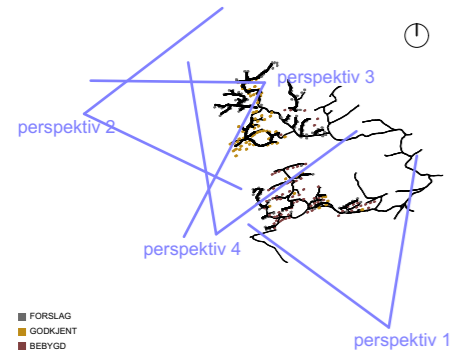 perspektiv 3
perspektiv 2
perspektiv 4
FORSLAG
GODKJENT
BEBYGD
perspektiv 1